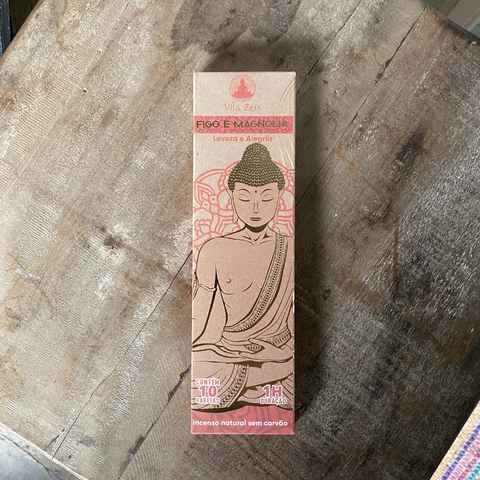 Vila Zen
FIGO E MAGNÓLIA
Leveza e Alegria
CONTÉM
10
VARETAS
1H
DURAÇÃO
Incenso natural sem carvão